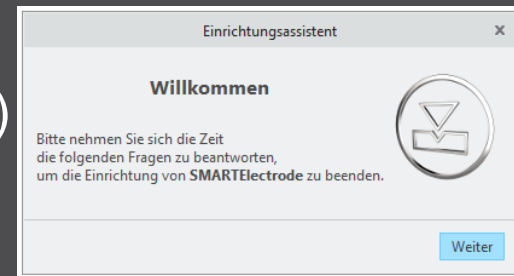 Einrichtungsassistent
Willkommen
Bitte nehmen Sie sich die Zeit
die folgenden Fragen zu beantworten,
um die Einrichtung von SMARTElectrode zu beenden.
Weiter